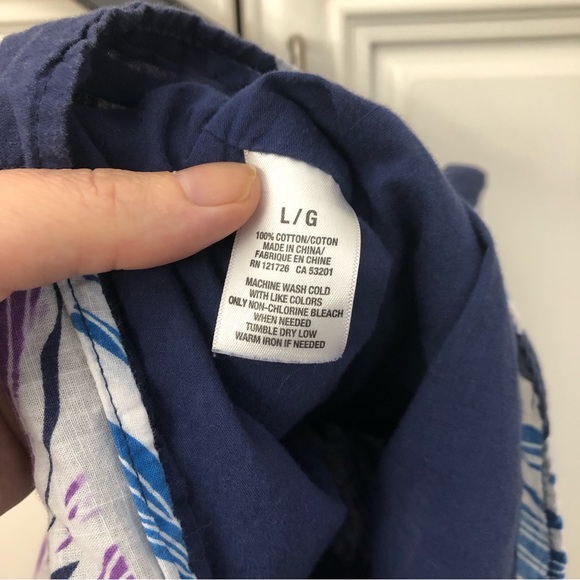 L/G
100% COTTON/COTON
MADE IN CHINA/
FABRIQUE EN CHINE
RN 121726 CA 53201
MACHINE WASH COLD
WITH LIKE COLORS
ONLY NON-CHLORINE BLEACH
WHEN NEEDED
TUMBLE DRY LOW
WARM IRON IF NEEDED